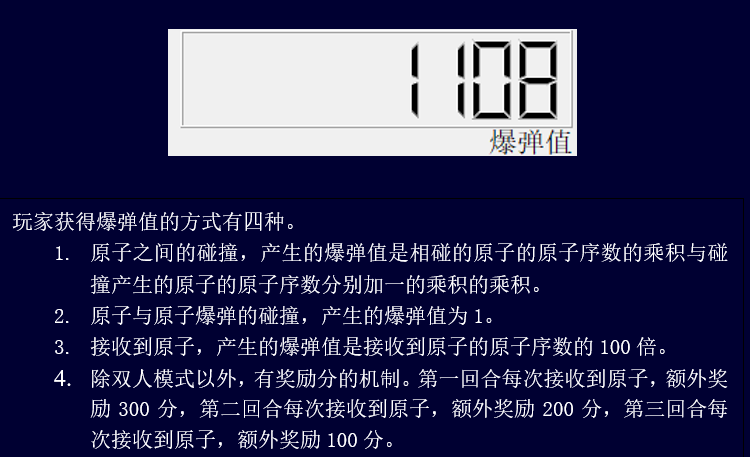 1108
爆弹值
玩家获得爆弹值的方式有四种。
1. 原子之间的碰撞，产生的爆弹值是相碰的原子的原子序数的乘积与碰
撞产生的原子的原子序数分别加一的乘积的乘积。
2. 原子与原子爆弹的碰撞，产生的爆弹值为 1。
3. 接收到原子，产生的爆弹值是接收到原子的原子序数的 100 倍。
4. 除双人模式以外，有奖励分的机制。第一回合每次接收到原子，额外奖
励 300 分，第二回合每次接收到原子，额外奖励 200 分，第三回合每
次接收到原子，额外奖励 100 分。